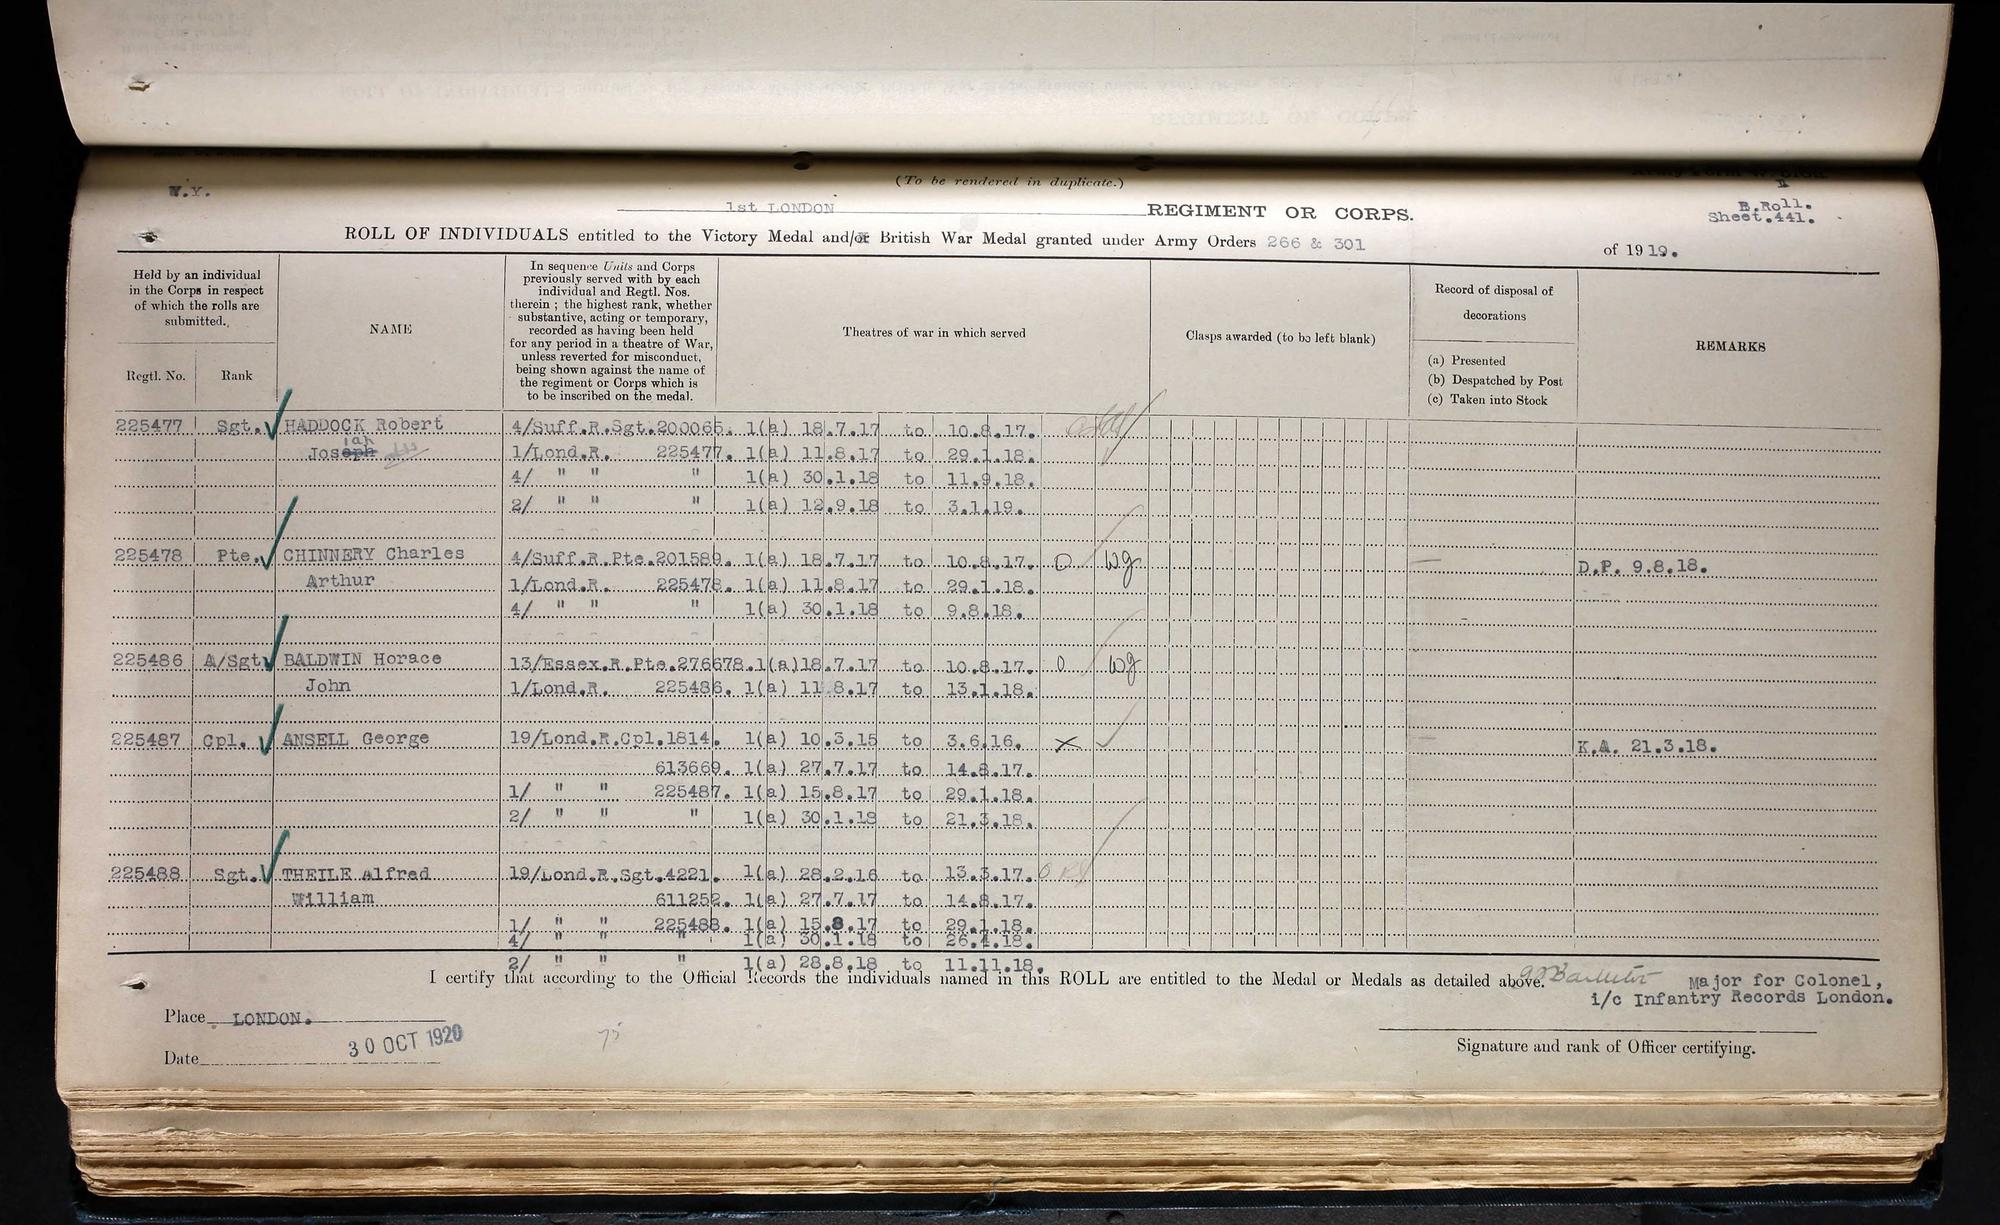 (To be rendered in duplicate.)
W.Y.
1st LONDON REGIMENT OR CORPS.
E.Roll.
Sheet.441.
ROLL OF INDIVIDUALS entitled to the Victory Medal and/or British War Medal granted under Army Orders 266 & 301 of 1919.
Held by an individual in the Corps in respect of which the rolls are submitted.
Regtl. No.
Rank
NAME
In sequence Units and Corps
previously served with by each
individual and Regtl. Nos.
therein ; the highest rank, whether
substantive, acting or temporary,
recorded as having been held
for any period in a theatre of War,
unless reverted for misconduct,
being shown against the name of
the regiment or Corps which is
to be inscribed on the medal.
Theatres of war in which served
Clasps awarded (to be left blank)
Record of disposal of
decorations
(a) Presented
(b) Despatched by Post
(c) Taken into Stock
REMARKS
225477 Sgt. HADDOCK Robert 4/Suff.R.Sgt.200065. 1(a) 18.7.17 to 10.8.17.
iah
Joseph 1/Lond.R. 225477. 1(a) 11.8.17 to 29.1.18.
4/ " " " 1(a) 30.1.18 to 11.9.18.
2/ " " " 1(a) 12.9.18 to 3.1.19.
225478 Pte. CHINNERY Charles 4/Suff.R.Pte.201589. 1(a) 18.7.17 to 10.8.17. O wg D.P. 9.8.18.
Arthur 1/Lond.R. 225478. 1(a) 11.8.17 to 29.1.18.
4/ " " " 1(a) 30.1.18 to 9.8.18.
225486 A/Sgt BALDWIN Horace 13/Essex.R.Pte.276678.1(a)18.7.17 to 10.8.17. O wg
John 1/Lond.R. 225486. 1(a) 11.8.17 to 13.1.18.
225487 Cpl. ANSELL George 19/Lond.R.Cpl.1814. 1(a) 10.3.15 to 3.6.16. X K.A. 21.3.18.
613669. 1(a) 27.7.17 to 14.8.17.
1/ " " 225487. 1(a) 15.8.17 to 29.1.18.
2/ " " " 1(a) 30.1.18 to 21.3.18.
225488 Sgt. THEILE Alfred 19/Lond.R.Sgt.4221. 1(a) 28.2.16 to 13.3.17.
William 611252. 1(a) 27.7.17 to 14.8.17.
1/ " " 225488. 1(a) 15.8.17 to 29.1.18.
4/ " " " 1(a) 30.1.18 to 26.4.18.
2/ " " " 1(a) 28.8.18 to 11.11.18.
I certify that according to the Official Records the individuals named in this ROLL are entitled to the Medal or Medals as detailed above.
Major for Colonel,
i/c Infantry Records London.
Place LONDON.
Date 30 OCT 1920
75
Signature and rank of Officer certifying.